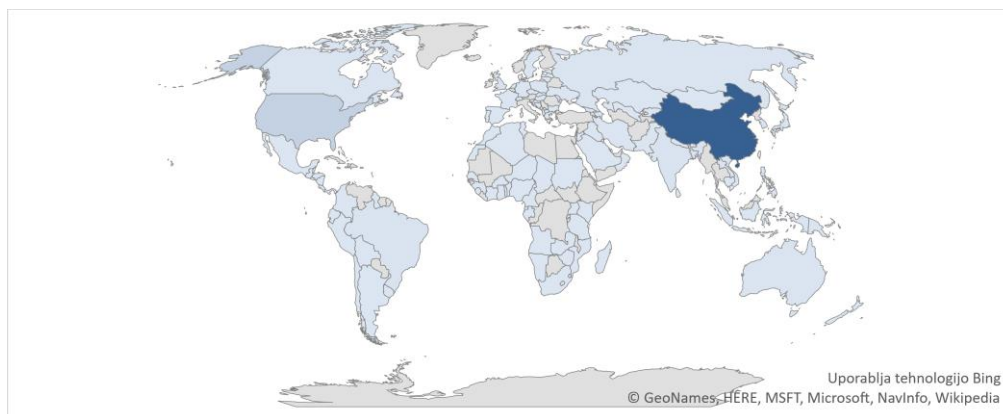 Uporablja tehnologijo Bing
© GeoNames, HERE, MSFT, Microsoft, NavInfo, Wikipedia